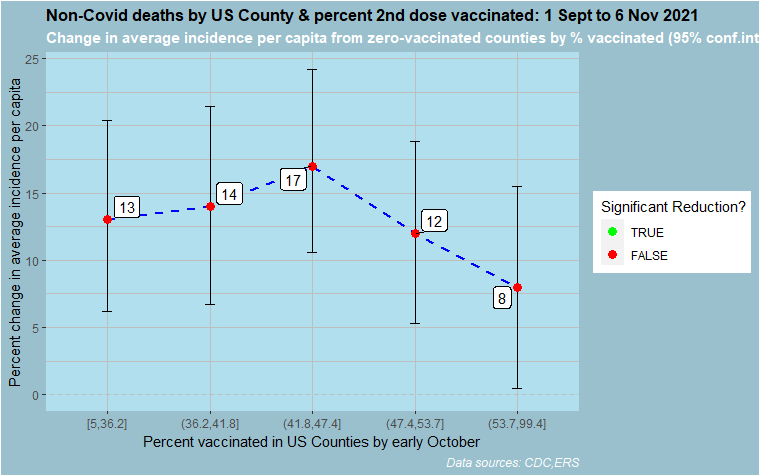 Non-Covid deaths by US County & percent 2nd dose vaccinated: 1 Sept to 6 Nov 2021
Change in average incidence per capita from zero-vaccinated counties by % vaccinated (95% conf.int
Percent change in average incidence per capita
25
20
15
10
5
0
13
14
17
12
8
[5,36.2]
(36.2,41.8]
(41.8,47.4]
(47.4,53.7]
(53.7,99.4]
Percent vaccinated in US Counties by early October
Significant Reduction?
TRUE
FALSE
Data sources: CDC,ERS